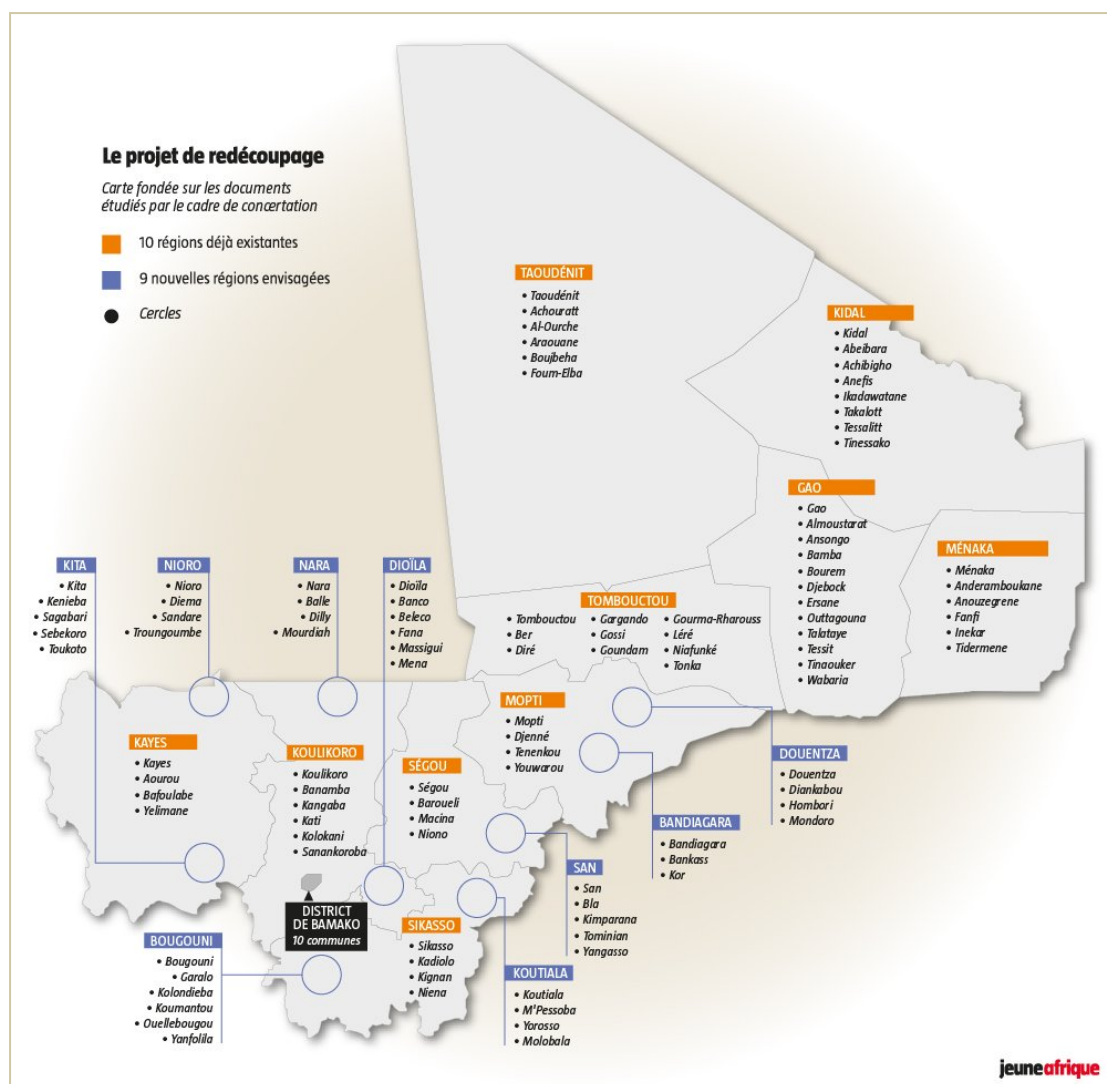 Le projet de redécoupage
Carte fondée sur les documents
étudiés par le cadre de concertation
10 régions déjà existantes
9 nouvelles régions envisagées
Cercles
TAOUDÉNIT
• Taoudénit
• Achouratt
• Al-Ourche
• Araouane
• Boujbeha
• Foum-Elba
KIDAL
• Kidal
• Abeibara
• Achibigho
• Anefis
• Ikadawatane
• Takalott
• Tessalitt
• Tinessako
GAO
• Gao
• Almoustarat
• Ansongo
• Bamba
• Bourem
• Djebock
• Ersane
• Outtagouna
• Talataye
• Tessit
• Tinaouker
• Wabaria
MÉNAKA
• Ménaka
• Anderamboukane
• Anouzegrene
• Fanfi
• Inekar
• Tidermene
KITA
• Kita
• Kenieba
• Sagabari
• Sebekoro
• Toukoto
NIORO
• Nioro
• Diema
• Sandare
• Troungoumbe
NARA
• Nara
• Balle
• Dilly
• Mourdiah
DIOÏLA
• Dioïla
• Banco
• Beleco
• Fana
• Massigui
• Mena
TOMBOUCTOU
• Tombouctou
• Ber
• Diré
• Gargando
• Gossi
• Goundam
• Gourma-Rharouss
• Léré
• Niafunké
• Tonka
MOPTI
• Mopti
• Djenné
• Tenenkou
• Youwarou
KAYES
• Kayes
• Aourou
• Bafoulabe
• Yelimane
KOULIKORO
• Koulikoro
• Banamba
• Kangaba
• Kati
• Kolokani
• Sanankoroba
SÉGOU
• Ségou
• Baroueli
• Macina
• Niono
DOUENTZA
• Douentza
• Diankabou
• Hombori
• Mondoro
BANDIAGARA
• Bandiagara
• Bankass
• Kor
SAN
• San
• Bla
• Kimparana
• Tominian
• Yangasso
DISTRICT
DE BAMAKO
10 communes
SIKASSO
• Sikasso
• Kadiolo
• Kignan
• Niena
BOUGOUNI
• Bougouni
• Garalo
• Kolondieba
• Koumantou
• Ouellebougou
• Yanfolila
KOUTIALA
• Koutiala
• M'Pessoba
• Yorosso
• Molobala
jeuneafrique